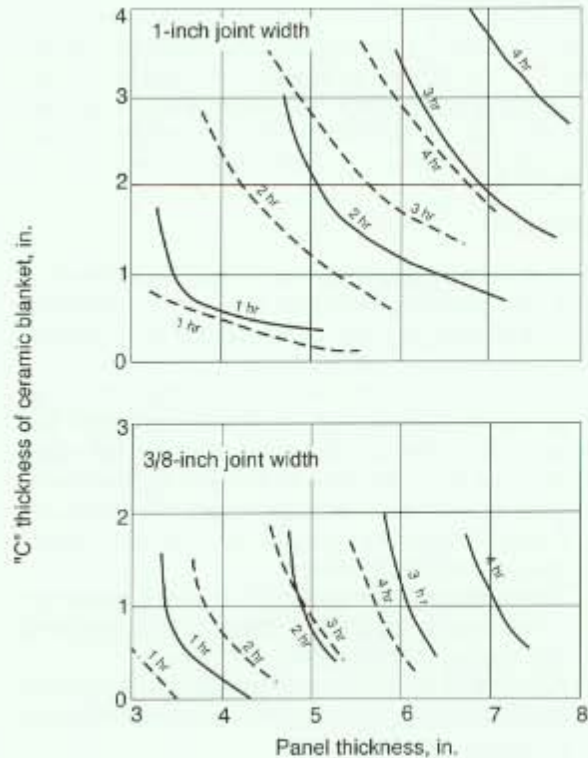 1-inch joint width
4
3
2
1
0
1 hr
1 hr
2 hr
2 hr
3 hr
3 hr
4 hr
4 hr
"C" thickness of ceramic blanket, in.
3/8-inch joint width
3
2
1
0
1 hr
1 hr
2 hr
2 hr
3 hr
4 hr
3 hr
4 hr
3 4 5 6 7 8
Panel thickness, in.